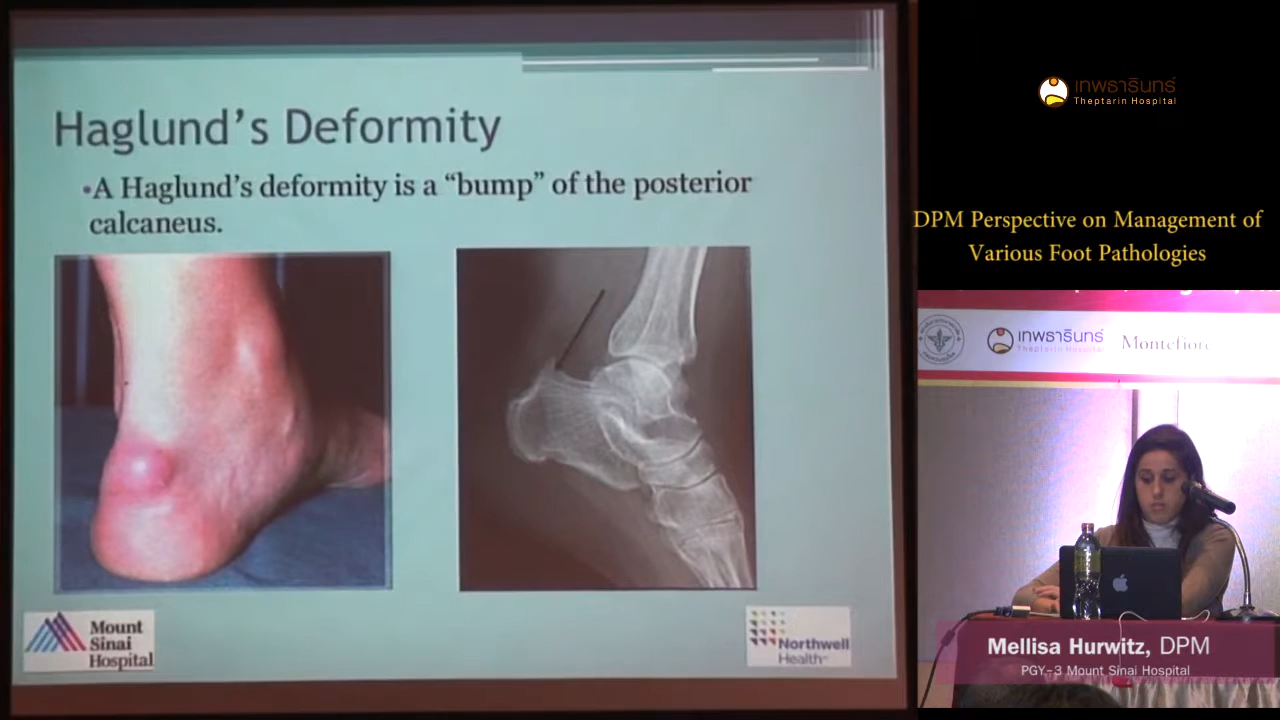 Haglund's Deformity
•A Haglund's deformity is a “bump” of the posterior
calcaneus.
Mount
Sinai
Hospital
Northwell
Health
เทพธารินทร์
Theptarin Hospital
DPM Perspective on Management of
Various Foot Pathologies
เทพธารินทร์
Theptarin Hospital
Montefiore
Mellisa Hurwitz, DPM
PGY-3 Mount Sinai Hospital